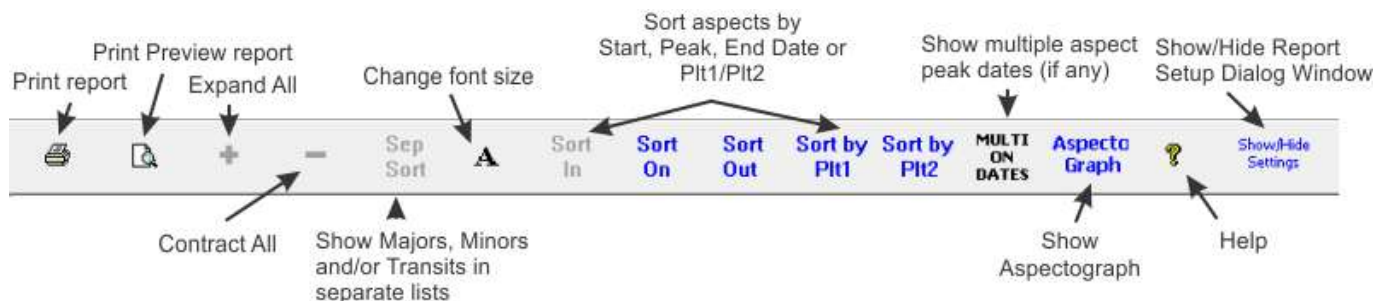 Sort aspects by
Start, Peak, End Date or
Plt1/Plt2
Print Preview report
Print report
Expand All
Change font size
Show multiple aspect
peak dates (if any)
Show/Hide Report
Setup Dialog Window
Sep
Sort
A
Sort
In
Sort
On
Sort
Out
Sort by
Plt1
Sort by
Plt2
MULTI
ON
DATES
Aspecto
Graph
?
Show/Hide
Settings
Contract All
Show Majors, Minors
and/or Transits in
separate lists
Show
Aspectograph
Help